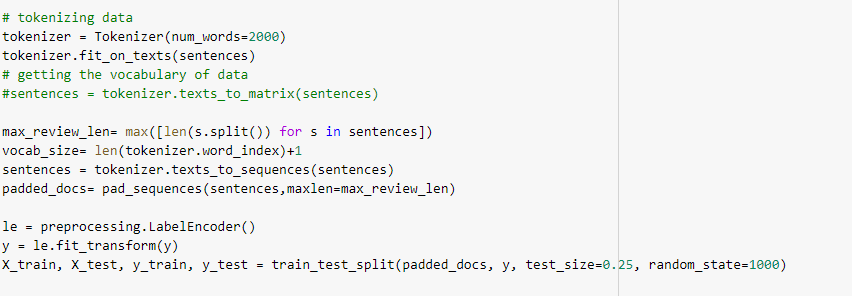 # tokenizing data
tokenizer = Tokenizer(num_words=2000)
tokenizer.fit_on_texts(sentences)
# getting the vocabulary of data
#sentences = tokenizer.texts_to_matrix(sentences)
max_review_len= max([len(s.split()) for s in sentences])
vocab_size= len(tokenizer.word_index)+1
sentences = tokenizer.texts_to_sequences(sentences)
padded_docs= pad_sequences(sentences,maxlen=max_review_len)
le = preprocessing.LabelEncoder()
y = le.fit_transform(y)
X_train, X_test, y_train, y_test = train_test_split(padded_docs, y, test_size=0.25, random_state=1000)